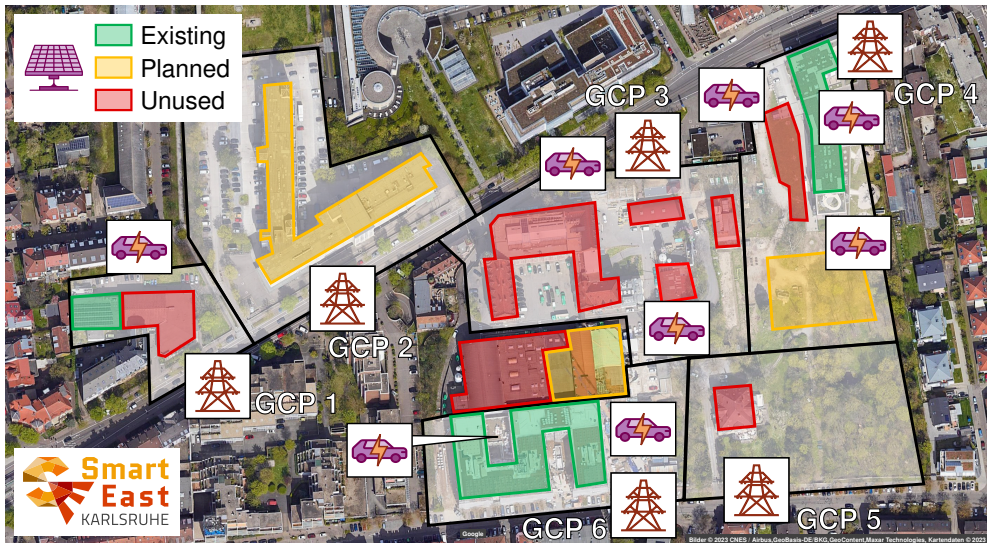 Existing
Planned
Unused
GCP 3
GCP 4
GCP 2
GCP 1
Smart
East
KARLSRUHE
GCP 6
GCP 5
Google
Bilder © 2023 CNES / Airbus,GeoBasis-DE/BKG,GeoContent,Maxar Technologies, Kartendaten © 2023